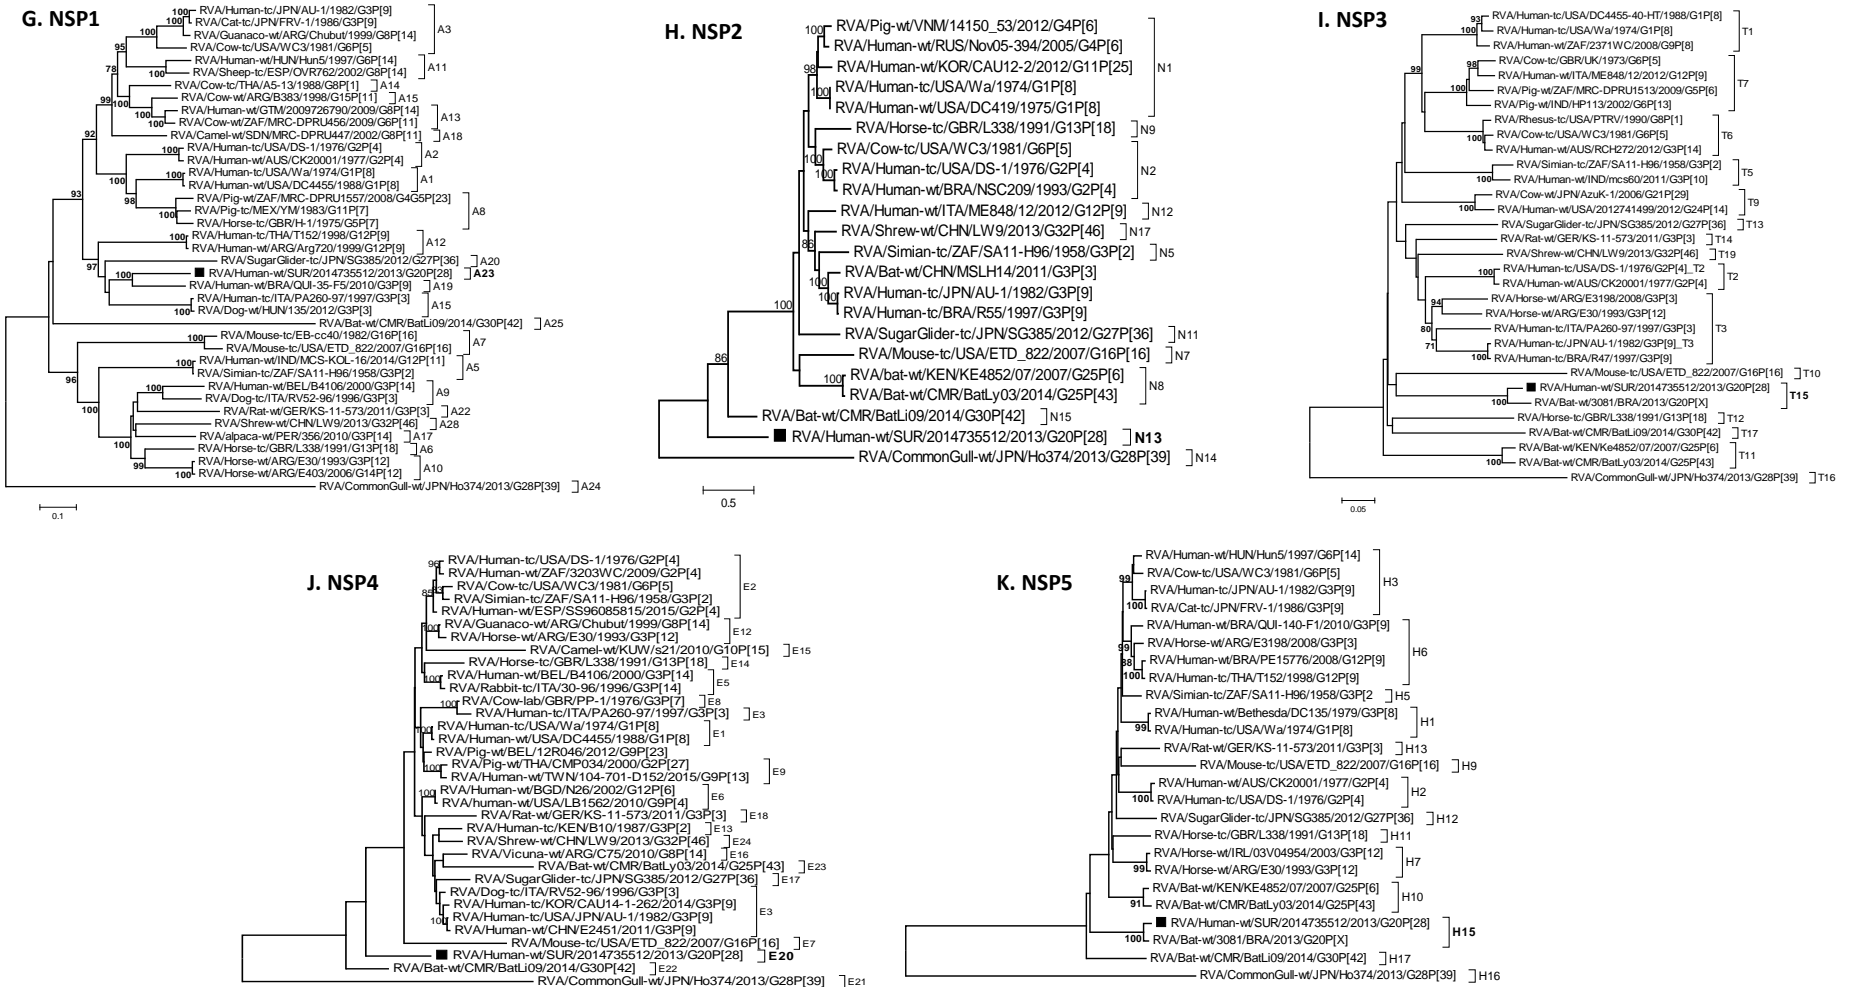 G. NSP1
RVA/Human-tc/JPN/AU-1/1982/G3P[9]
RVA/Cat-tc/JPN/FRV-1/1986/G3P[9]
RVA/Guanaco-wt/ARG/Chubut/1999/G8P[14]
RVA/Cow-tc/USA/WC3/1981/G6P[5]
A3
RVA/Human-wt/HUN/Hun5/1997/G6P[14]
RVA/Sheep-tc/ESP/OVR762/2002/G8P[14]
A11
RVA/Cow-tc/THA/A5-13/1988/G8P[1]
A14
RVA/Cow-wt/ARG/B383/1998/G15P[11]
A15
RVA/Human-wt/GTM/2009726790/2009/G8P[14]
RVA/Cow-wt/ZAF/MRC-DPRU456/2009/G6P[11]
A13
RVA/Camel-wt/SDN/MRC-DPRU447/2002/G8P[11]
A18
RVA/Human-tc/USA/DS-1/1976/G2P[4]
RVA/Human-wt/AUS/CK20001/1977/G2P[4]
A2
RVA/Human-tc/USA/Wa/1974/G1P[8]
RVA/Human-wt/USA/DC4455/1988/G1P[8]
A1
RVA/Pig-wt/ZAF/MRC-DPRU1557/2008/G4G5P[23]
RVA/Pig-tc/MEX/YM/1983/G11P[7]
RVA/Horse-tc/GBR/H-1/1975/G5P[7]
A8
RVA/Human-tc/THA/T152/1998/G12P[9]
RVA/Human-wt/ARG/Arg720/1999/G12P[9]
A12
RVA/SugarGlider-tc/JPN/SG385/2012/G27P[36]
A20
RVA/Human-wt/SUR/2014735512/2013/G20P[28]
A23
RVA/Human-wt/BRA/QUI-35-F5/2010/G3P[9]
A19
RVA/Human-tc/ITA/PA260-97/1997/G3P[3]
RVA/Dog-wt/HUN/135/2012/G3P[3]
A15
RVA/Bat-wt/CMR/BatLi09/2014/G30P[42]
A25
RVA/Mouse-tc/EB-cc40/1982/G16P[16]
RVA/Mouse-tc/USA/ETD_822/2007/G16P[16]
A7
RVA/Human-wt/IND/MCS-KOL-16/2014/G12P[11]
RVA/Simian-tc/ZAF/SA11-H96/1958/G3P[2]
A5
RVA/Human-wt/BEL/B4106/2000/G3P[14]
RVA/Dog-tc/ITA/RV52-96/1996/G3P[3]
A9
RVA/Rat-wt/GER/KS-11-573/2011/G3P[3]
A22
RVA/Shrew-wt/CHN/LW9/2013/G32P[46]
A28
RVA/alpaca-wt/PER/356/2010/G3P[14]
A17
RVA/Horse-tc/GBR/L338/1991/G13P[18]
A6
RVA/Horse-wt/ARG/E30/1993/G3P[12]
RVA/Horse-wt/ARG/E403/2006/G14P[12]
A10
RVA/CommonGull-wt/JPN/Ho374/2013/G28P[39]
A24
100
100
95
100
78
99
100
100
92
100
100
100
98
100
93
100
97
100
100
100
96
100
100
100
100
99
100
0.1
H. NSP2
RVA/Pig-wt/VNM/14150_53/2012/G4P[6]
RVA/Human-wt/RUS/Nov05-394/2005/G4P[6]
RVA/Human-wt/KOR/CAU12-2/2012/G11P[25]
RVA/Human-tc/USA/Wa/1974/G1P[8]
RVA/Human-wt/USA/DC419/1975/G1P[8]
N1
RVA/Horse-tc/GBR/L338/1991/G13P[18]
N9
RVA/Cow-tc/USA/WC3/1981/G6P[5]
RVA/Human-tc/USA/DS-1/1976/G2P[4]
RVA/Human-wt/BRA/NSC209/1993/G2P[4]
N2
RVA/Human-wt/ITA/ME848/12/2012/G12P[9]
N12
RVA/Shrew-wt/CHN/LW9/2013/G32P[46]
N17
RVA/Simian-tc/ZAF/SA11-H96/1958/G3P[2]
N5
RVA/Bat-wt/CHN/MSLH14/2011/G3P[3]
RVA/Human-tc/JPN/AU-1/1982/G3P[9]
RVA/Human-tc/BRA/R55/1997/G3P[9]
RVA/SugarGlider-tc/JPN/SG385/2012/G27P[36]
N11
RVA/Mouse-tc/USA/ETD_822/2007/G16P[16]
N7
RVA/bat-wt/KEN/KE4852/07/2007/G25P[6]
RVA/Bat-wt/CMR/BatLy03/2014/G25P[43]
N8
RVA/Bat-wt/CMR/BatLi09/2014/G30P[42]
N15
RVA/Human-wt/SUR/2014735512/2013/G20P[28]
N13
RVA/CommonGull-wt/JPN/Ho374/2013/G28P[39]
N14
100
98
100
100
100
86
100
100
100
100
86
0.5
I. NSP3
RVA/Human-tc/USA/DC4455-40-HT/1988/G1P[8]
RVA/Human-tc/USA/Wa/1974/G1P[8]
RVA/Human-wt/ZAF/2371WC/2008/G9P[8]
T1
RVA/Cow-tc/GBR/UK/1973/G6P[5]
RVA/Human-wt/ITA/ME848/12/2012/G12P[9]
RVA/Pig-wt/ZAF/MRC-DPRU1513/2009/G5P[6]
RVA/Pig-wt/IND/HP113/2002/G6P[13]
T7
RVA/Rhesus-tc/USA/PTRV/1990/G8P[1]
RVA/Cow-tc/USA/WC3/1981/G6P[5]
RVA/Human-wt/AUS/RCH272/2012/G3P[14]
T6
RVA/Simian-tc/ZAF/SA11-H96/1958/G3P[2]
RVA/Human-wt/IND/mcs60/2011/G3P[10]
T5
RVA/Cow-wt/JPN/AzuK-1/2006/G21P[29]
RVA/Human-wt/USA/2012741499/2012/G24P[14]
T9
RVA/SugarGlider-tc/JPN/SG385/2012/G27P[36]
T13
RVA/Rat-wt/GER/KS-11-573/2011/G3P[3]
T14
RVA/Shrew-wt/CHN/LW9/2013/G32P[46]
T19
RVA/Human-tc/USA/DS-1/1976/G2P[4]_T2
RVA/Human-wt/AUS/CK20001/1977/G2P[4]
T2
RVA/Horse-wt/ARG/E3198/2008/G3P[3]
RVA/Horse-wt/ARG/E30/1993/G3P[12]
RVA/Human-tc/ITA/PA260-97/1997/G3P[3]
RVA/Human-tc/JPN/AU-1/1982/G3P[9]_T3
RVA/Human-tc/BRA/R47/1997/G3P[9]
T3
RVA/Mouse-tc/USA/ETD_822/2007/G16P[16]
T10
RVA/Human-wt/SUR/2014735512/2013/G20P[28]
RVA/Bat-wt/3081/BRA/2013/G20P[X]
T15
RVA/Horse-tc/GBR/L338/1991/G13P[18]
T12
RVA/Bat-wt/CMR/BatLi09/2014/G30P[42]
T17
RVA/Bat-wt/KEN/Ke4852/07/2007/G25P[6]
RVA/Bat-wt/CMR/BatLy03/2014/G25P[43]
T11
RVA/CommonGull-wt/JPN/Ho374/2013/G28P[39]
T16
93
100
99
98
100
100
100
100
100
94
80
71
100
100
100
0.05
J. NSP4
RVA/Human-tc/USA/DS-1/1976/G2P[4]
RVA/Human-wt/ZAF/3203WC/2009/G2P[4]
RVA/Cow-tc/USA/WC3/1981/G6P[5]
RVA/Simian-tc/ZAF/SA11-H96/1958/G3P[2]
RVA/Human-wt/ESP/SS96085815/2015/G2P[4]
E2
RVA/Guanaco-wt/ARG/Chubut/1999/G8P[14]
RVA/Horse-wt/ARG/E30/1993/G3P[12]
E12
RVA/Camel-wt/KUW/s21/2010/G10P[15]
E15
RVA/Horse-tc/GBR/L338/1991/G13P[18]
E14
RVA/Human-wt/BEL/B4106/2000/G3P[14]
RVA/Rabbit-tc/ITA/30-96/1996/G3P[14]
E5
RVA/Cow-lab/GBR/PP-1/1976/G3P[7]
E8
RVA/Human-tc/ITA/PA260-97/1997/G3P[3]
E3
RVA/Human-tc/USA/Wa/1974/G1P[8]
RVA/Human-wt/USA/DC4455/1988/G1P[8]
E1
RVA/Pig-wt/BEL/12R046/2012/G9P[23]
RVA/Pig-wt/THA/CMP034/2000/G2P[27]
RVA/Human-wt/TWN/104-701-D152/2015/G9P[13]
E9
RVA/Human-wt/BGD/N26/2002/G12P[6]
RVA/human-wt/USA/LB1562/2010/G9P[4]
E6
RVA/Rat-wt/GER/KS-11-573/2011/G3P[3]
E18
RVA/Human-tc/KEN/B10/1987/G3P[2]
E13
RVA/Shrew-wt/CHN/LW9/2013/G32P[46]
E24
RVA/Vicuna-wt/ARG/C75/2010/G8P[14]
E16
RVA/Bat-wt/CMR/BatLy03/2014/G25P[43]
E23
RVA/SugarGlider-tc/JPN/SG385/2012/G27P[36]
E17
RVA/Dog-tc/ITA/RV52-96/1996/G3P[3]
RVA/Human-tc/KOR/CAU14-1-262/2014/G3P[9]
RVA/Human-tc/USA/JPN/AU-1/1982/G3P[9]
RVA/Human-wt/CHN/E2451/2011/G3P[9]
E3
RVA/Mouse-tc/USA/ETD_822/2007/G16P[16]
E7
RVA/Human-wt/SUR/2014735512/2013/G20P[28]
E20
RVA/Bat-wt/CMR/BatLi09/2014/G30P[42]
E22
RVA/CommonGull-wt/JPN/Ho374/2013/G28P[39]
E21
96
85
100
100
100
100
100
100
100
K. NSP5
RVA/Human-wt/HUN/Hun5/1997/G6P[14]
RVA/Cow-tc/USA/WC3/1981/G6P[5]
RVA/Human-tc/JPN/AU-1/1982/G3P[9]
RVA/Cat-tc/JPN/FRV-1/1986/G3P[9]
H3
RVA/Human-wt/BRA/QUI-140-F1/2010/G3P[9]
RVA/Horse-wt/ARG/E3198/2008/G3P[3]
RVA/Human-wt/BRA/PE15776/2008/G12P[9]
RVA/Human-tc/THA/T152/1998/G12P[9]
H6
RVA/Simian-tc/ZAF/SA11-H96/1958/G3P[2
H5
RVA/Human-wt/Bethesda/DC135/1979/G3P[8]
RVA/Human-tc/USA/Wa/1974/G1P[8]
H1
RVA/Rat-wt/GER/KS-11-573/2011/G3P[3]
H13
RVA/Mouse-tc/USA/ETD_822/2007/G16P[16]
H9
RVA/Human-wt/AUS/CK20001/1977/G2P[4]
RVA/Human-tc/USA/DS-1/1976/G2P[4]
H2
RVA/SugarGlider-tc/JPN/SG385/2012/G27P[36]
H12
RVA/Horse-tc/GBR/L338/1991/G13P[18]
H11
RVA/Horse-wt/IRL/03V04954/2003/G3P[12]
RVA/Horse-wt/ARG/E30/1993/G3P[12]
H7
RVA/Bat-wt/KEN/KE4852/07/2007/G25P[6]
RVA/Bat-wt/CMR/BatLy03/2014/G25P[43]
H10
RVA/Human-wt/SUR/2014735512/2013/G20P[28]
RVA/Bat-wt/3081/BRA/2013/G20P[X]
H15
RVA/Bat-wt/CMR/BatLi09/2014/G30P[42]
H17
RVA/CommonGull-wt/JPN/Ho374/2013/G28P[39]
H16
99
100
99
88
100
99
100
99
91
100